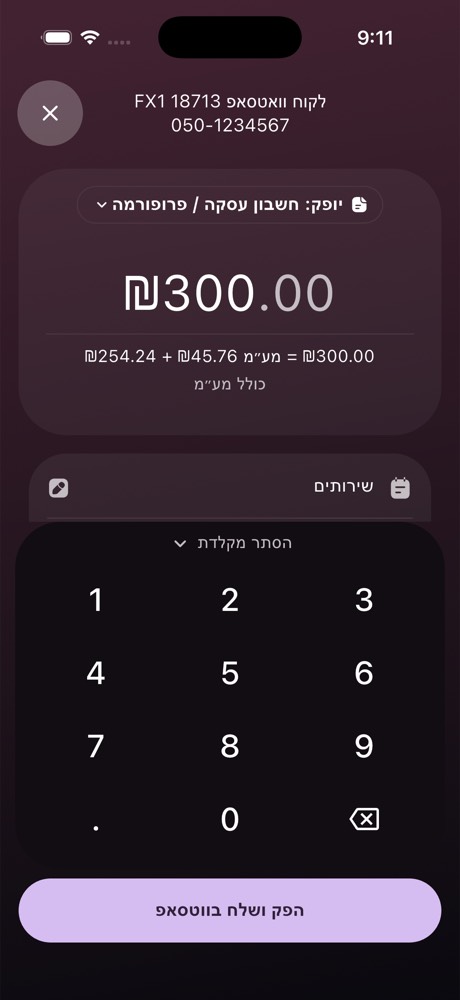 9:11
לקוח וואטסאפ FX1 18713
050-1234567
יופק: חשבון עסקה / פרופורמה
₪300.00
₪254.24 + מע״מ ₪45.76 = ₪300.00
כולל מע״מ
שירותים
הסתר מקלדת
1 2 3
4 5 6
7 8 9
. 0
הפק ושלח בווטסאפ